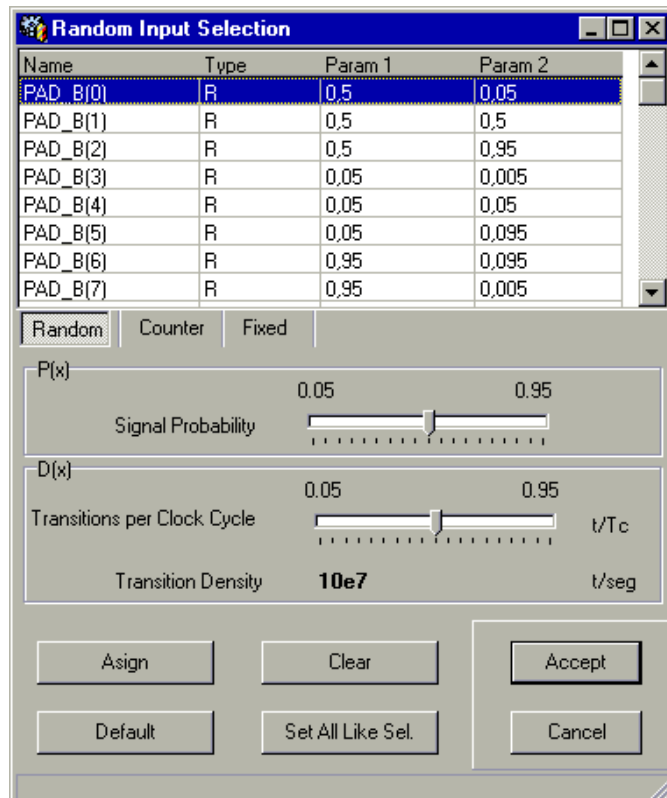 Random Input Selection
Name Type Param 1 Param 2
PAD_B(0) R 0,5 0,05
PAD_B(1) R 0,5 0,5
PAD_B(2) R 0,5 0,95
PAD_B(3) R 0,05 0,005
PAD_B(4) R 0,05 0,05
PAD_B(5) R 0,05 0,095
PAD_B(6) R 0,95 0,095
PAD_B(7) R 0,95 0,005
Random Counter Fixed
P(x)
0.05 0.95
Signal Probability
D(x)
0.05 0.95
Transitions per Clock Cycle t/Tc
Transition Density 10e7 t/seg
Asign Clear Accept
Default Set All Like Sel. Cancel